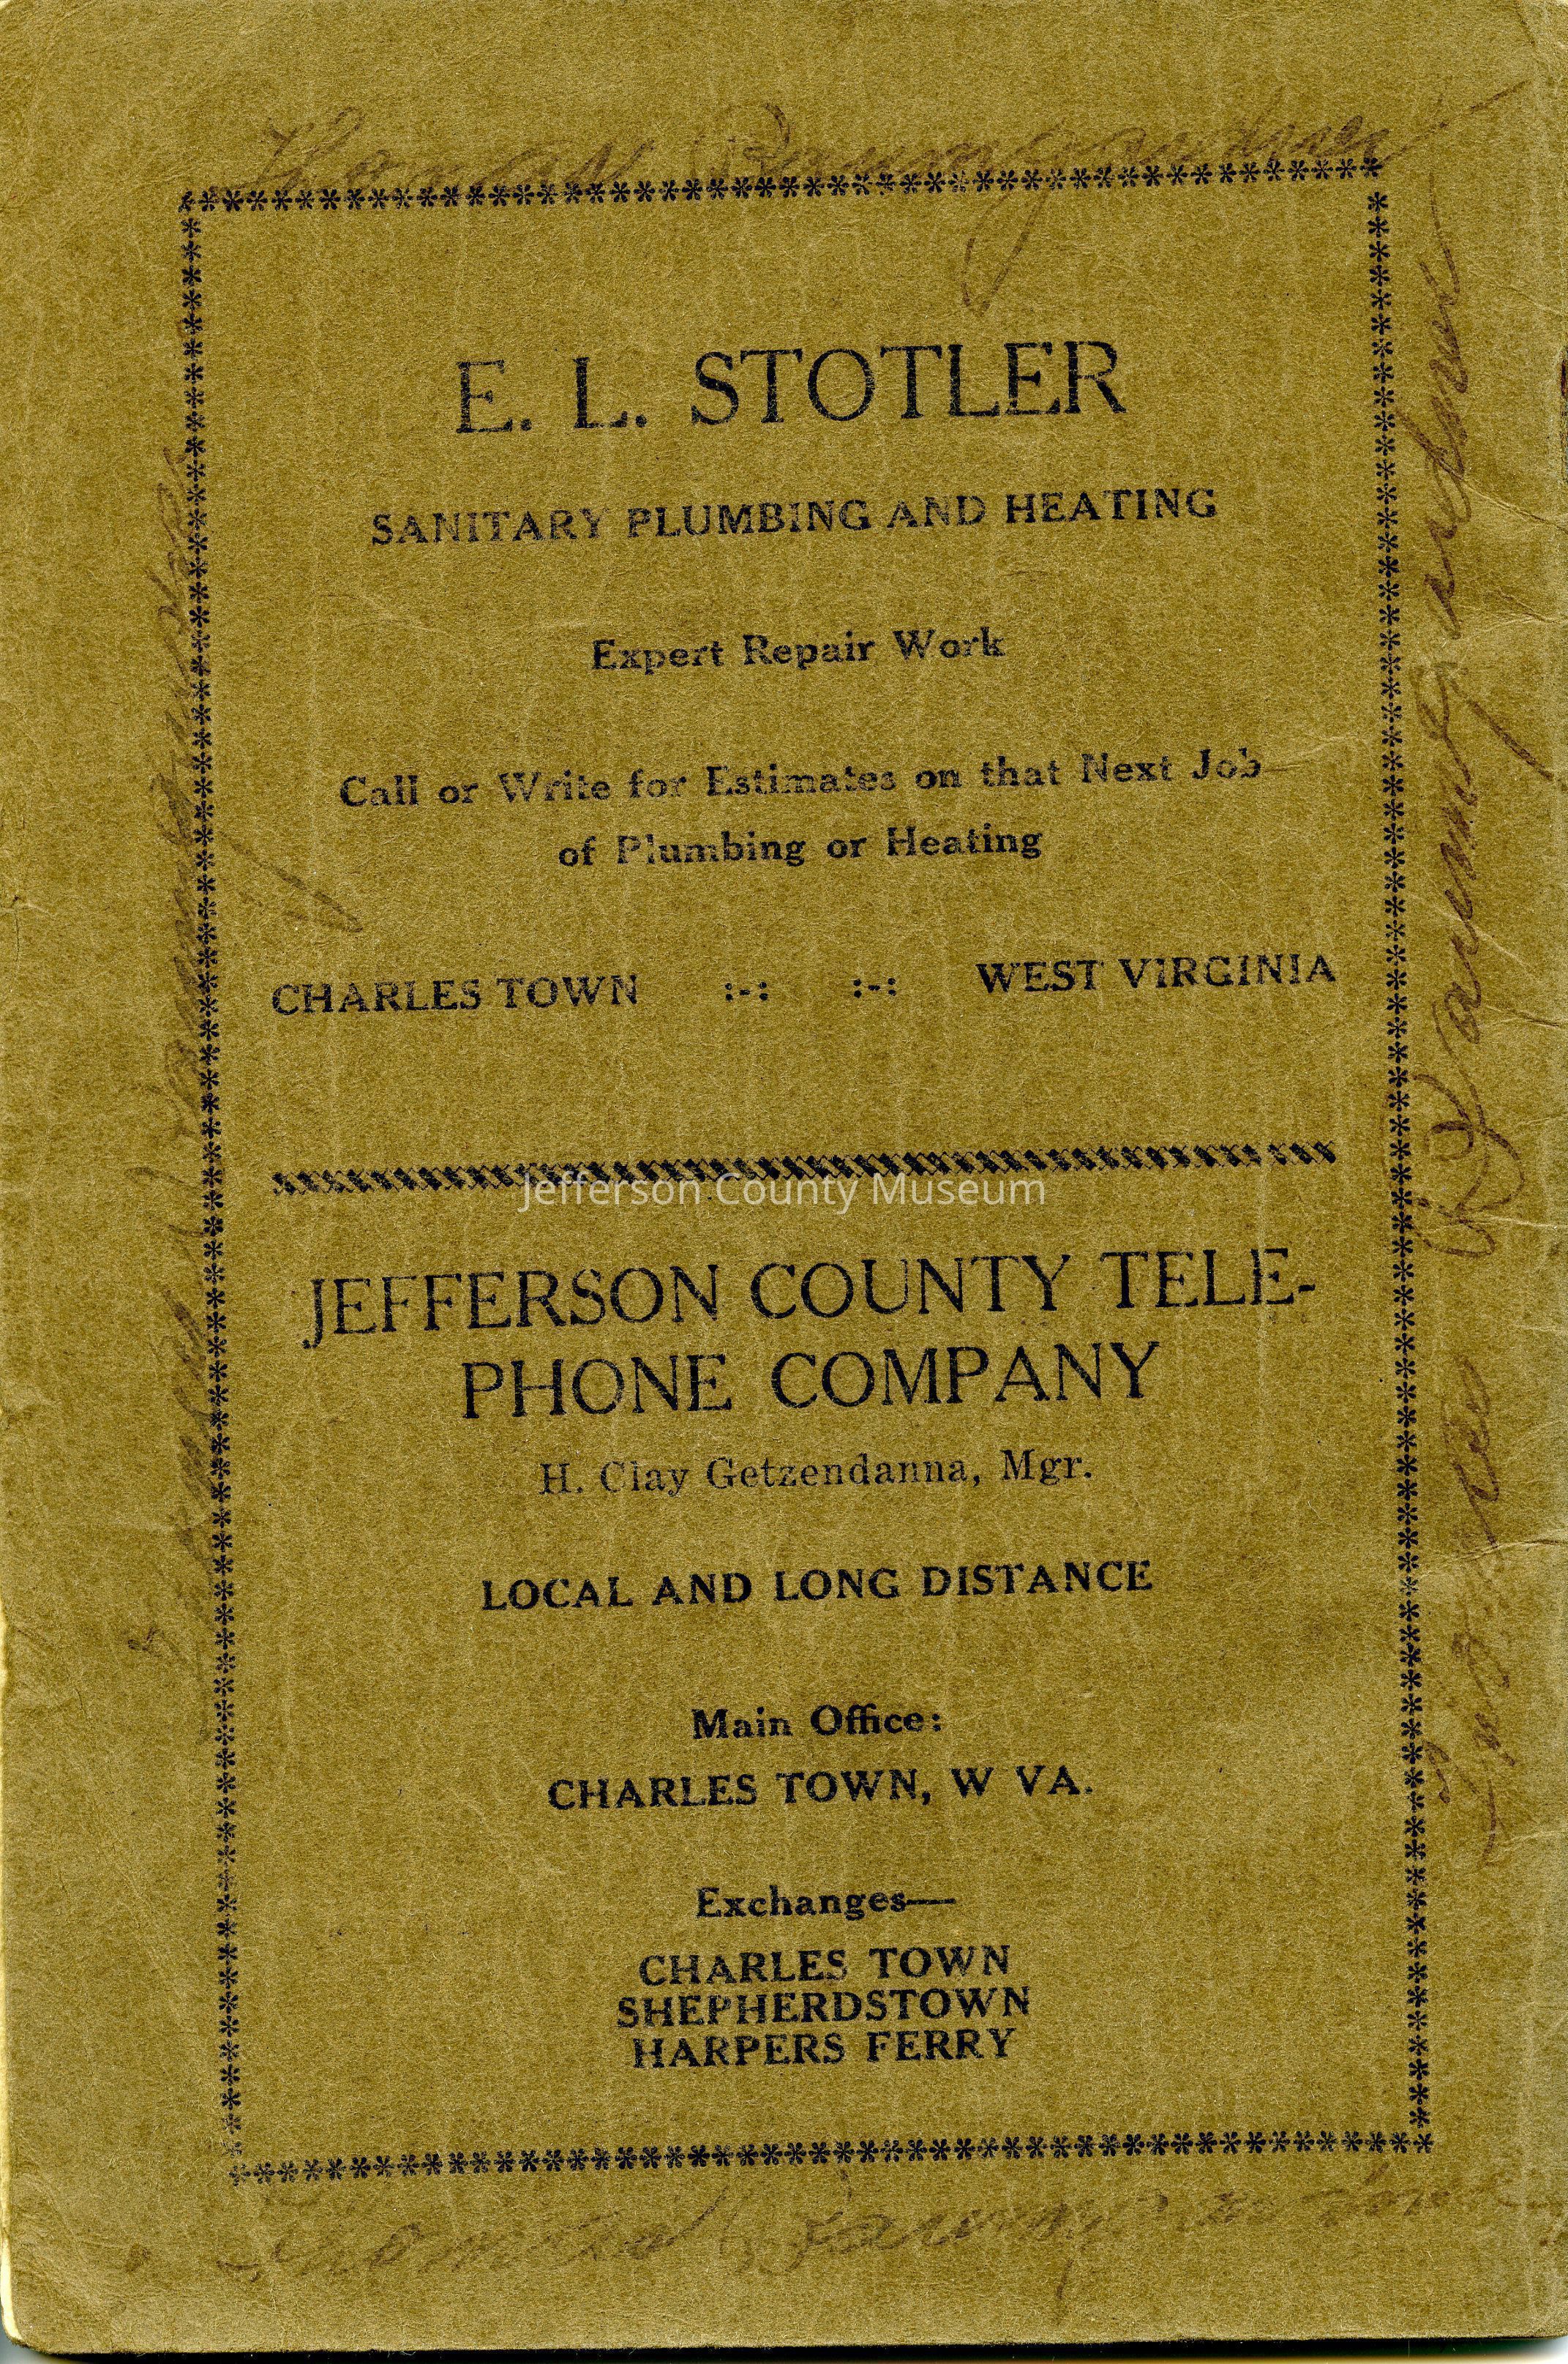 Thomas Baumgardner
E. L. STOTLER
SANITARY PLUMBING AND HEATING
Expert Repair Work
Call or Write for Estimates on that Next Job
of Plumbing or Heating
CHARLES TOWN :-: :-: WEST VIRGINIA
Jefferson County Museum
JEFFERSON COUNTY TELE-
PHONE COMPANY
H. Clay Getzendanna, Mgr.
LOCAL AND LONG DISTANCE
Main Office:
CHARLES TOWN, W VA.
Exchanges—
CHARLES TOWN
SHEPHERDSTOWN
HARPERS FERRY